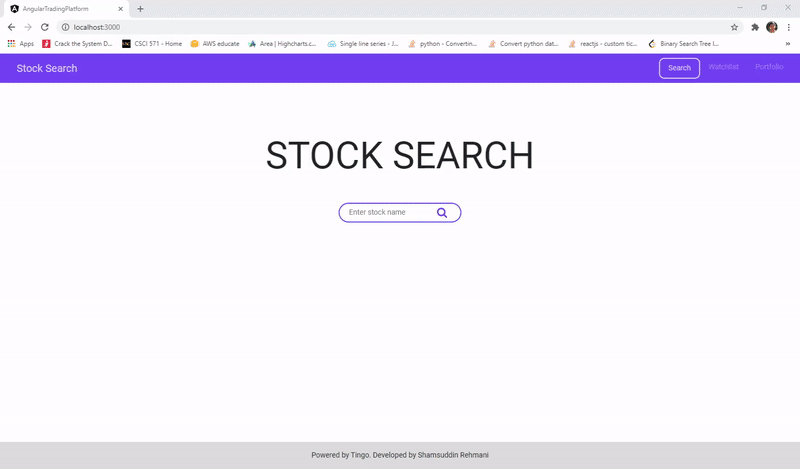 AngularTradingPlatform
localhost:3000
Apps Crack the System D... CSCI 571 - Home AWS educate Area | Highcharts.c... Single line series - /... python - Convertin... Convert python dat... reactjs - custom tic... Binary Search Tree I... »
Stock Search Search Watchlist Portfolio
STOCK SEARCH
Enter stock name
Powered by Tingo. Developed by Shamsuddin Rehmani